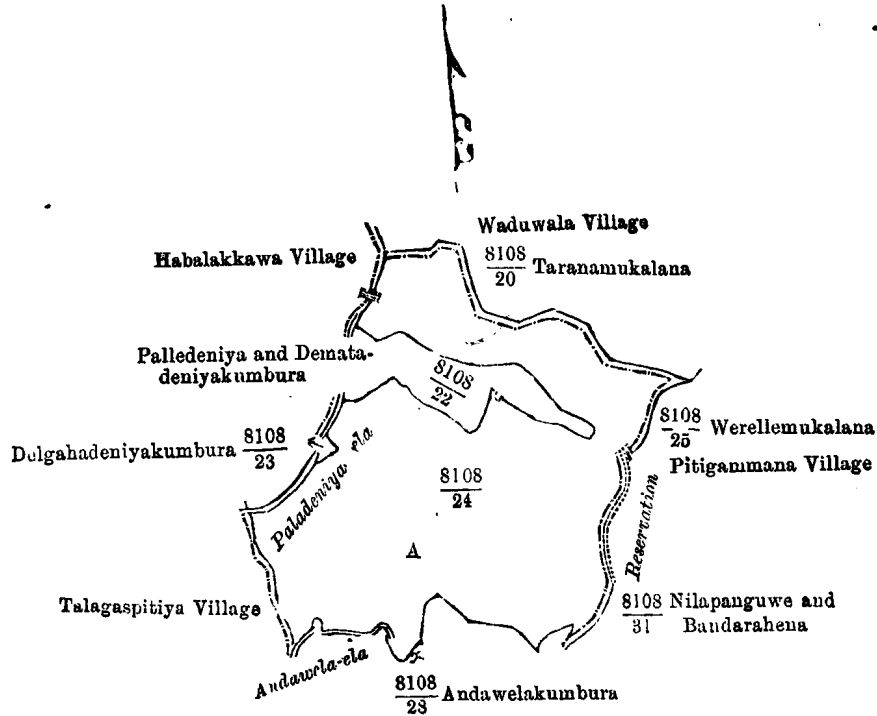 Waduwala Village
Habalakkawa Village
8108
20 Taranamukalana
Palledeniya and Demata-
deniyakumbura
8108
22
8108
25 Werellemukalana
Dolgahadeniyakumbura 8108
23
Paladeniya ela
Pitigammana Village
8108
24
Reservation
A
Talagaspitiya Village
8108
31 Nilapanguwe and
Bandarahena
Andawela-ela
8108
28 Andawelakumbura